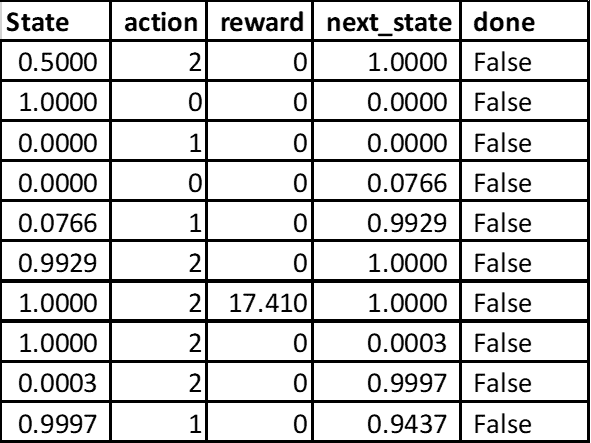 State action reward next_state done
0.5000 2 0 1.0000 False
1.0000 0 0 0.0000 False
0.0000 1 0 0.0000 False
0.0000 0 0 0.0766 False
0.0766 1 0 0.9929 False
0.9929 2 0 1.0000 False
1.0000 2 17.410 1.0000 False
1.0000 2 0 0.0003 False
0.0003 2 0 0.9997 False
0.9997 1 0 0.9437 False